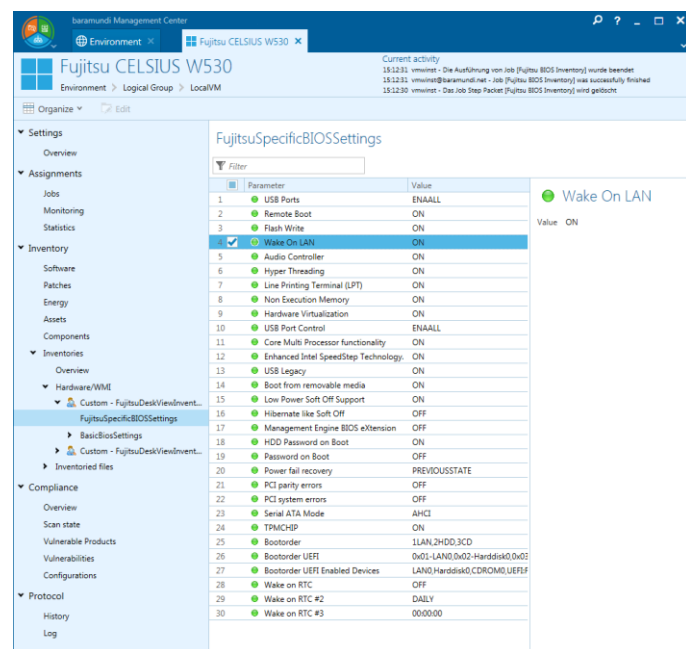 baramundi Management Center
Environment
Fujitsu CELSIUS W530
Fujitsu CELSIUS W530
Environment > Logical Group > LocalVM
Current activity
15:12:31 vmwinst - Die Ausführung von Job [Fujitsu BIOS Inventory] wurde beendet
15:12:31 vmwinst@baramundi.net - Job [Fujitsu BIOS Inventory] was successfully finished
15:12:30 vmwinst - Das Job Step Packet [Fujitsu BIOS Inventory] wird gelöscht
Organize Edit
Settings
Overview
Assignments
Jobs
Monitoring
Statistics
Inventory
Software
Patches
Energy
Assets
Components
Inventories
Overview
Hardware/WMI
Custom - FujitsuDeskViewInvent...
FujitsuSpecificBIOSSettings
BasicBiosSettings
Custom - FujitsuDeskViewInvent...
Inventoried files
Compliance
Overview
Scan state
Vulnerable Products
Vulnerabilities
Configurations
Protocol
History
Log
FujitsuSpecificBIOSSettings
Filter
Parameter Value
1 USB Ports ENAALL
2 Remote Boot ON
3 Flash Write ON
4 Wake On LAN ON
5 Audio Controller ON
6 Hyper Threading ON
7 Line Printing Terminal (LPT) ON
8 Non Execution Memory ON
9 Hardware Virtualization ON
10 USB Port Control ENAALL
11 Core Multi Processor functionality ON
12 Enhanced Intel SpeedStep Technology. ON
13 USB Legacy ON
14 Boot from removable media ON
15 Low Power Soft Off Support ON
16 Hibernate like Soft Off OFF
17 Management Engine BIOS eXtension OFF
18 HDD Password on Boot ON
19 Password on Boot OFF
20 Power fail recovery PREVIOUSSTATE
21 PCI parity errors OFF
22 PCI system errors OFF
23 Serial ATA Mode AHCI
24 TPMCHIP ON
25 Bootorder 1LAN,2HDD,3CD
26 Bootorder UEFI 0x01-LAN0,0x02-Harddisk0,0x03
27 Bootorder UEFI Enabled Devices LAN0,Harddisk0,CDROM0,UEFI:F
28 Wake on RTC OFF
29 Wake on RTC #2 DAILY
30 Wake on RTC #3 00:00:00
Wake On LAN
Value ON